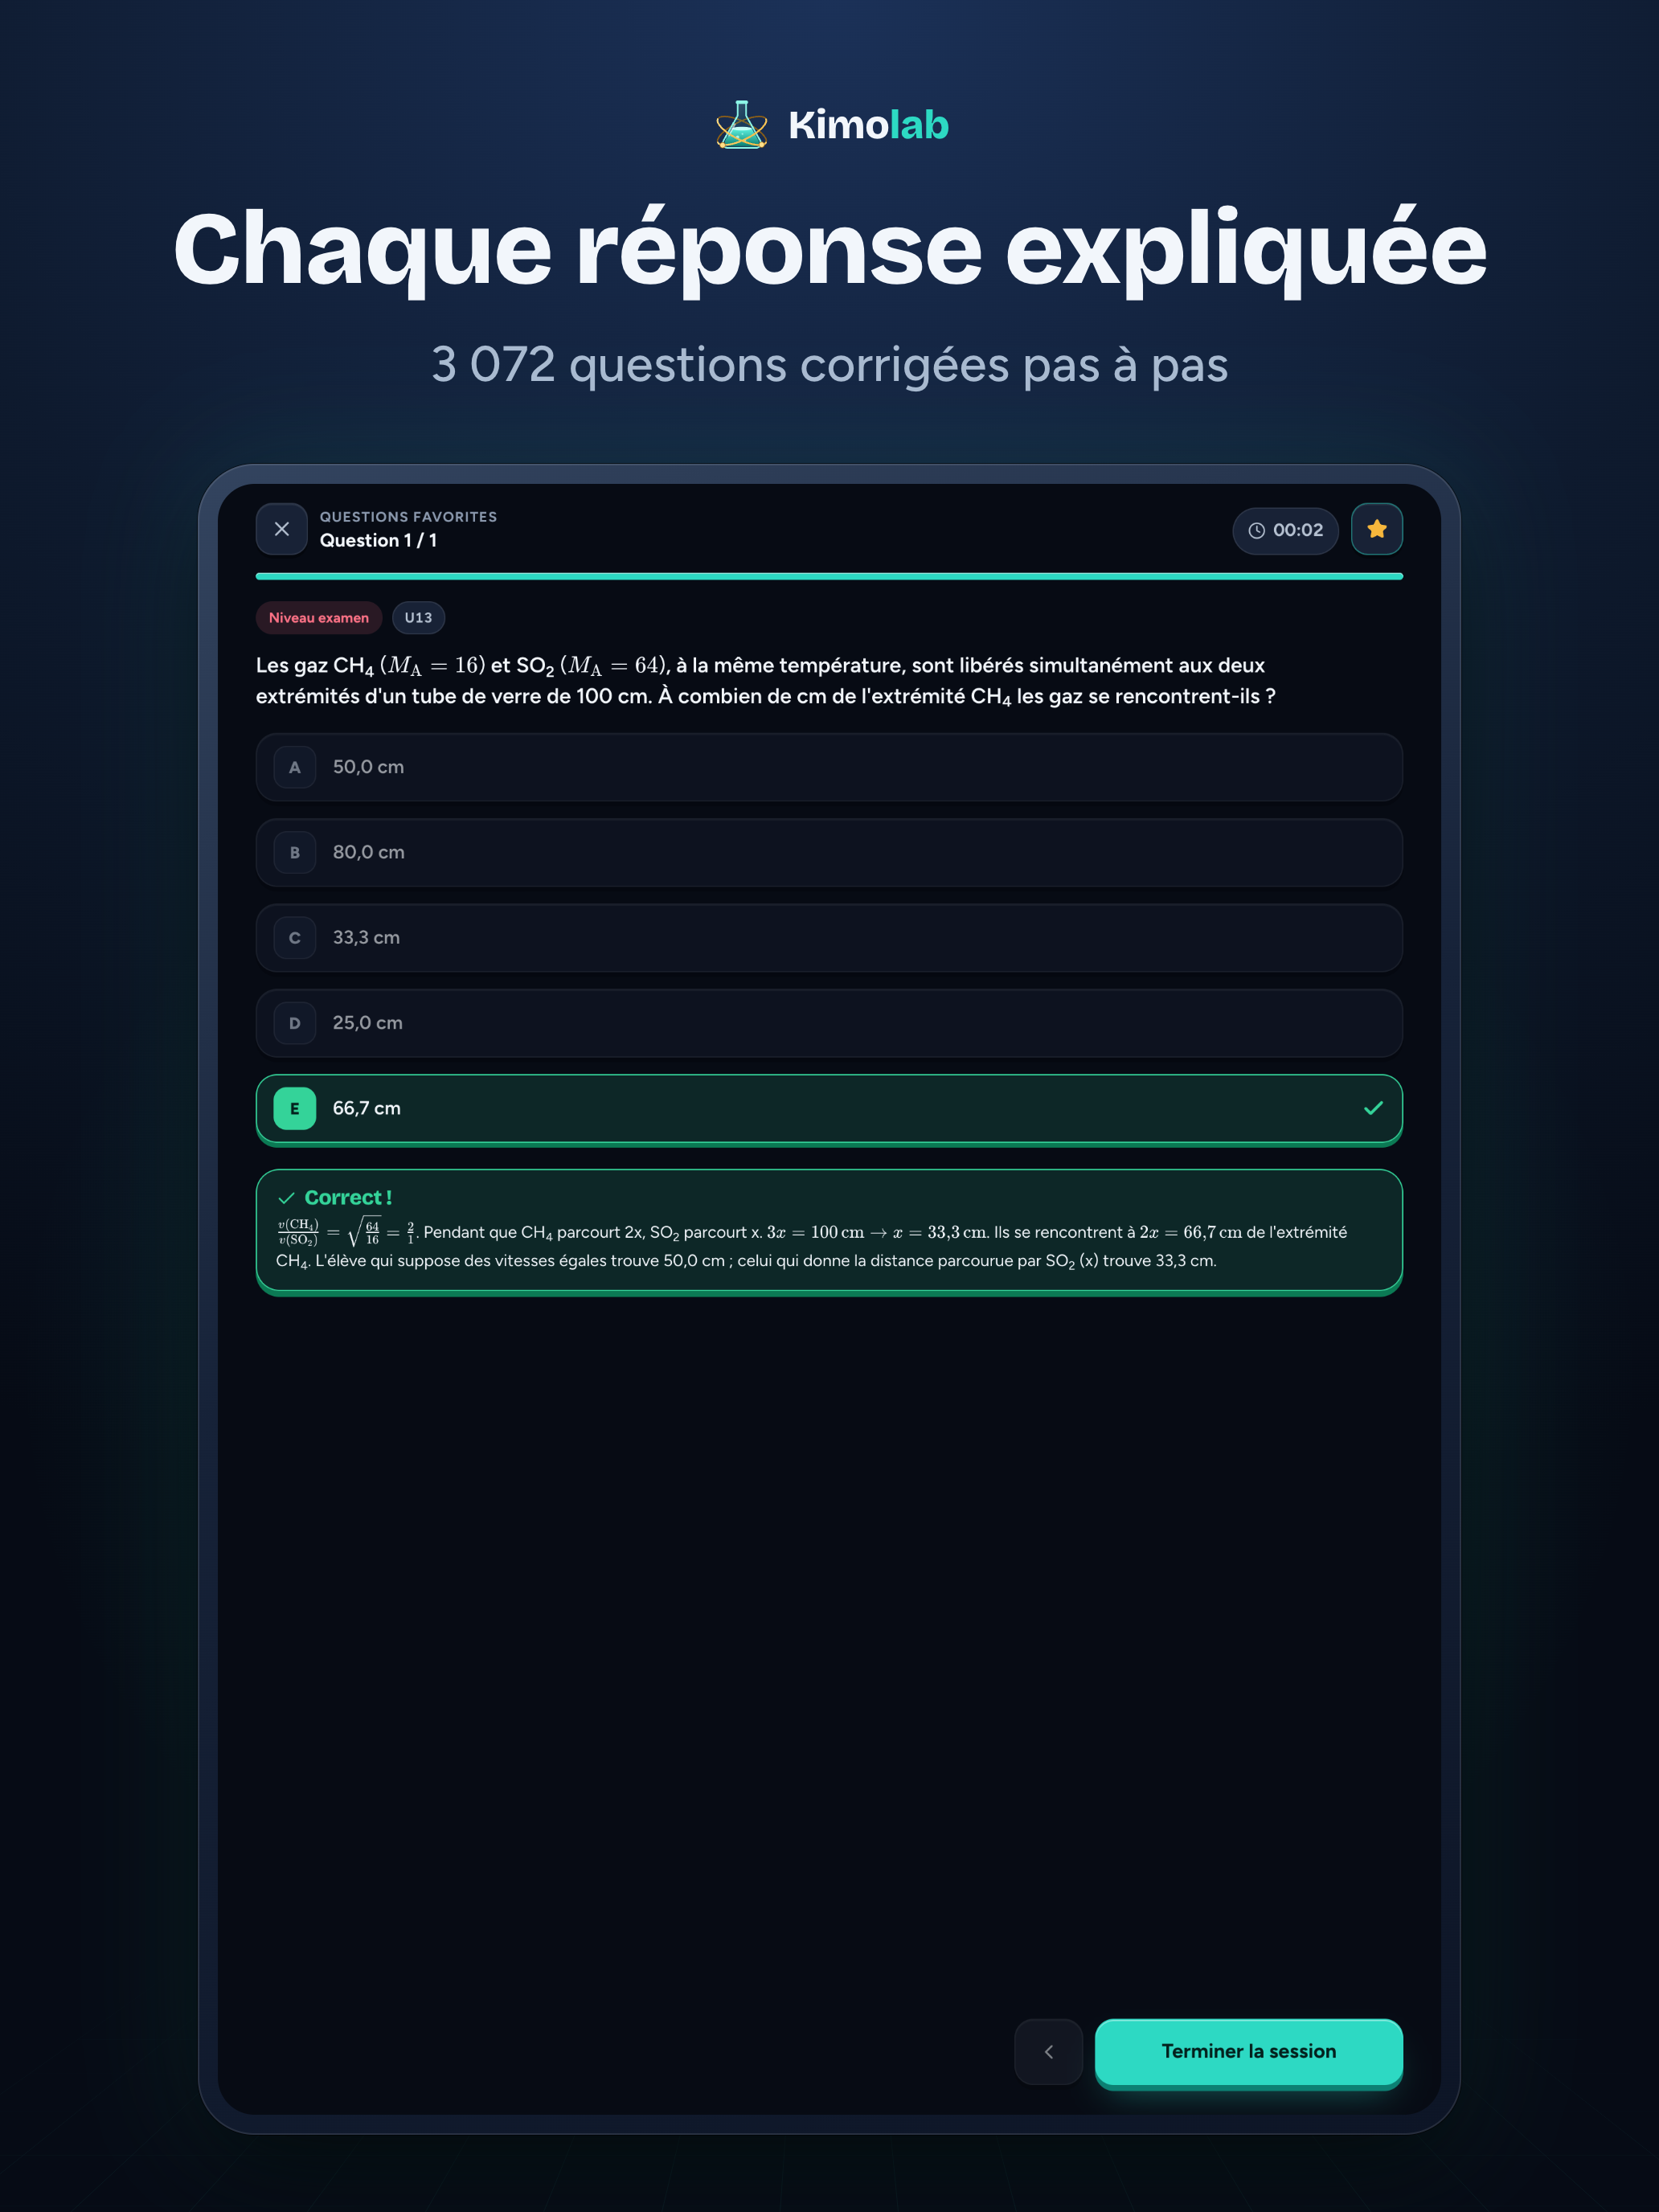 Kimolab
Chaque réponse expliquée
3 072 questions corrigées pas à pas
QUESTIONS FAVORITES
Question 1 / 1
00:02
Niveau examen
U13
Les gaz CH₄ (M_A = 16) et SO₂ (M_A = 64), à la même température, sont libérés simultanément aux deux
extrémités d'un tube de verre de 100 cm. À combien de cm de l'extrémité CH₄ les gaz se rencontrent-ils ?
A 50,0 cm
B 80,0 cm
C 33,3 cm
D 25,0 cm
E 66,7 cm
Correct !
v(CH₄)/v(SO₂) = √(64/16) = 2/1. Pendant que CH₄ parcourt 2x, SO₂ parcourt x. 3x = 100 cm → x = 33,3 cm. Ils se rencontrent à 2x = 66,7 cm de l'extrémité
CH₄. L'élève qui suppose des vitesses égales trouve 50,0 cm ; celui qui donne la distance parcourue par SO₂ (x) trouve 33,3 cm.
Terminer la session